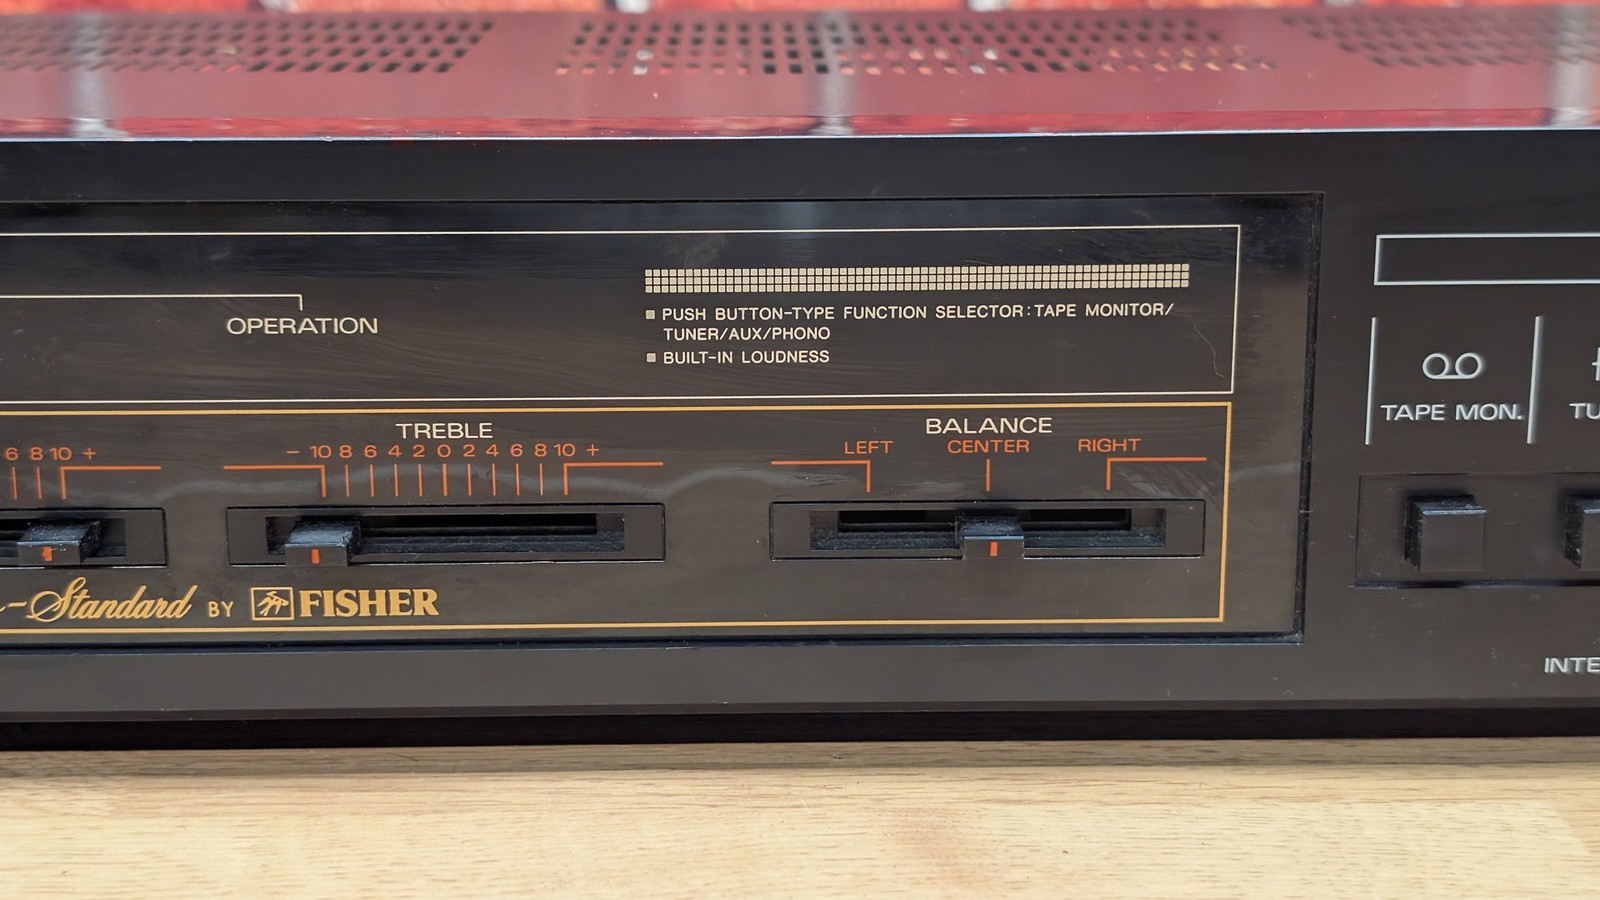 OPERATION
PUSH BUTTON-TYPE FUNCTION SELECTOR: TAPE MONITOR/
TUNER/AUX/PHONO
BUILT-IN LOUDNESS
6 8 10 +
TREBLE
- 10 8 6 4 2 0 2 4 6 8 10 +
BALANCE
LEFT CENTER RIGHT
-Standard BY FISHER
TAPE MON.
TU
INTE